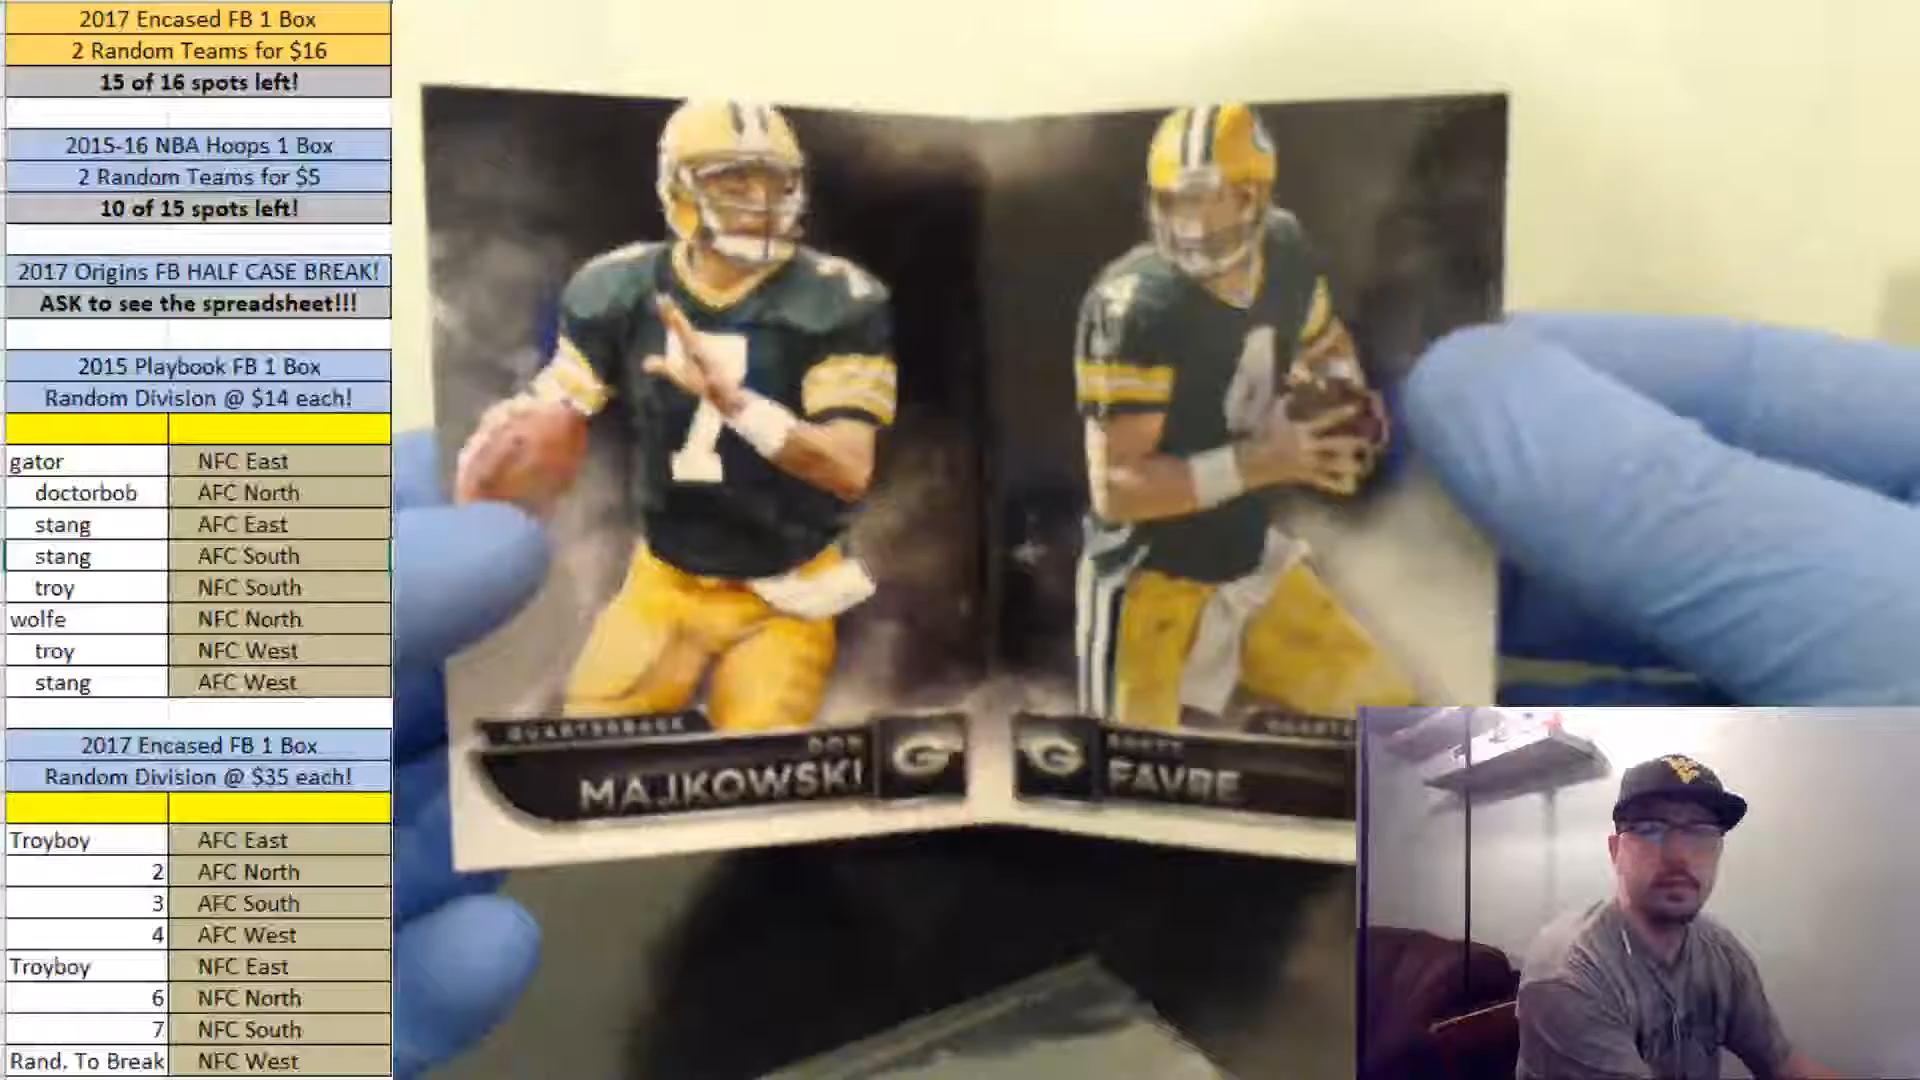 2017 Encased FB 1 Box
2 Random Teams for $16
15 of 16 spots left!
2015-16 NBA Hoops 1 Box
2 Random Teams for $5
10 of 15 spots left!
2017 Origins FB HALF CASE BREAK!
ASK to see the spreadsheet!!!
2015 Playbook FB 1 Box
Random Division @ $14 each!
gator NFC East
doctorbob AFC North
stang AFC East
stang AFC South
troy NFC South
wolfe NFC North
troy NFC West
stang AFC West
2017 Encased FB 1 Box
Random Division @ $35 each!
Troyboy AFC East
2 AFC North
3 AFC South
4 AFC West
Troyboy NFC East
6 NFC North
7 NFC South
Rand. To Break NFC West
7
4
QUARTERBACK
DON
MAJKOWSKI
G
G
BRETT
FAVRE